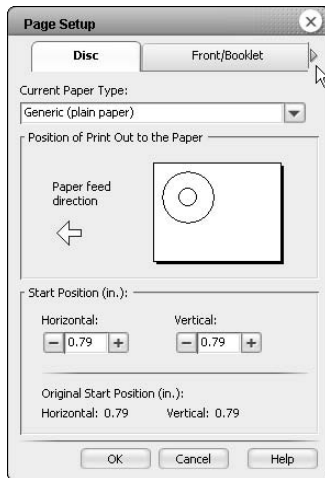 Page Setup
Disc Front/Booklet
Current Paper Type:
Generic (plain paper)
Position of Print Out to the Paper
Paper feed
direction
Start Position (in.):
Horizontal: Vertical:
0.79 0.79
Original Start Position (in.):
Horizontal: 0.79 Vertical: 0.79
OK Cancel Help